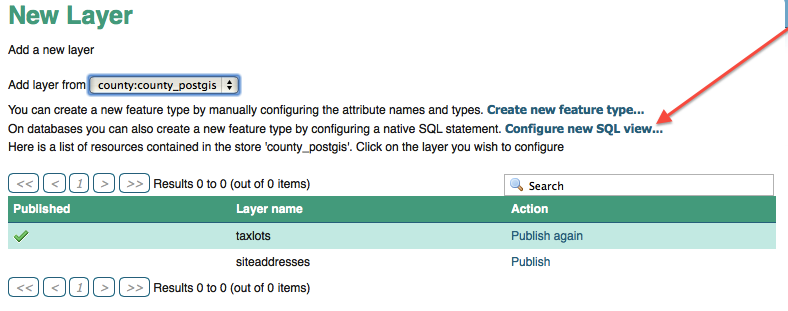 New Layer
Add a new layer
Add layer from county:county_postgis
You can create a new feature type by manually configuring the attribute names and types. Create new feature type...
On databases you can also create a new feature type by configuring a native SQL statement. Configure new SQL view...
Here is a list of resources contained in the store 'county_postgis'. Click on the layer you wish to configure
<< < 1 > >> Results 0 to 0 (out of 0 items) Search
Published Layer name Action
taxlots Publish again
siteaddresses Publish
<< < 1 > >> Results 0 to 0 (out of 0 items)